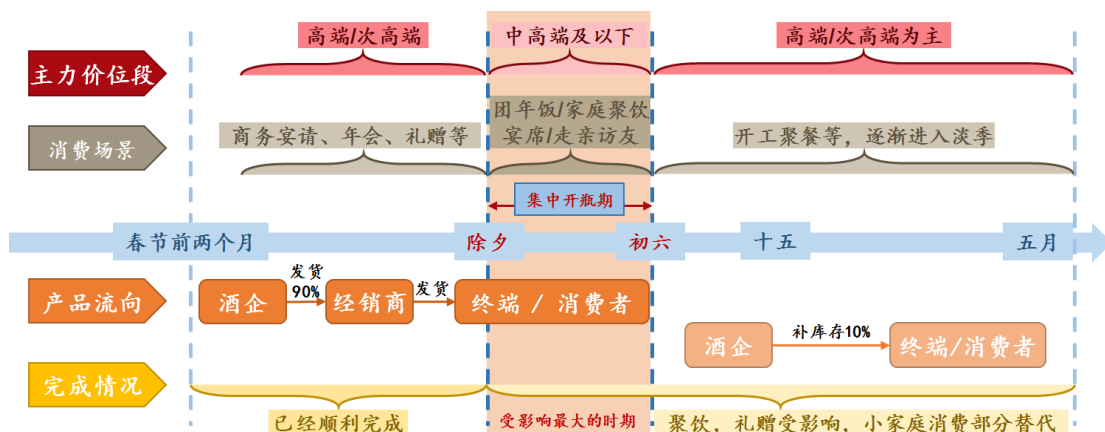 高端/次高端
中高端及以下
高端/次高端为主
主力价位段
团年饭/家庭聚饮
宴席/走亲访友
商务宴请、年会、礼赠等
开工聚餐等，逐渐进入淡季
消费场景
集中开瓶期
春节前两个月
除夕
初六
十五
五月
产品流向
酒企
发货
90%
经销商
发货
终端 / 消费者
酒企
补库存10%
终端/消费者
完成情况
已经顺利完成
受影响最大的时期
聚饮，礼赠受影响，小家庭消费部分替代